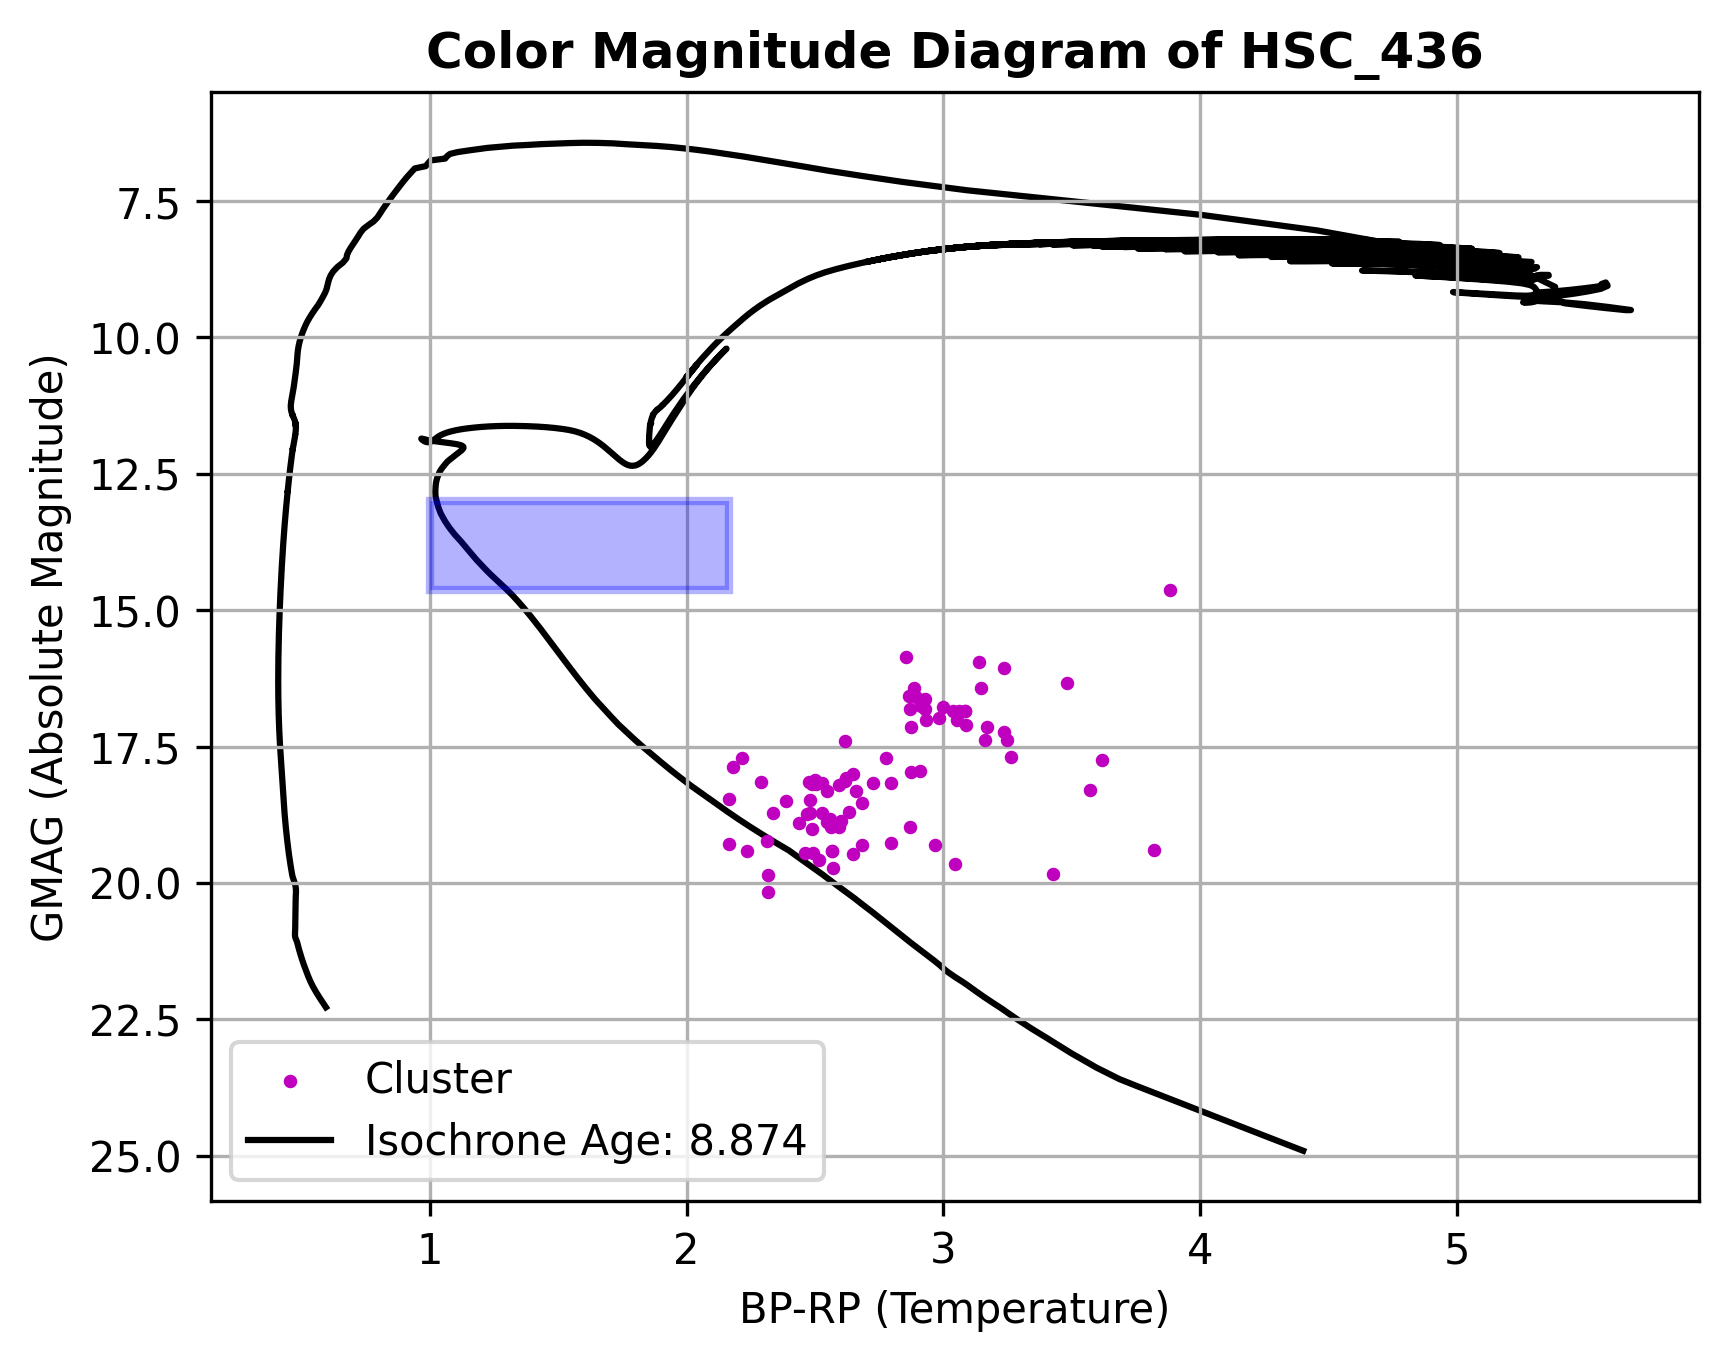 Color Magnitude Diagram of HSC_436
GMAG (Absolute Magnitude)
7.5
10.0
12.5
15.0
17.5
20.0
22.5
25.0
Cluster
Isochrone Age: 8.874
1 2 3 4 5
BP-RP (Temperature)